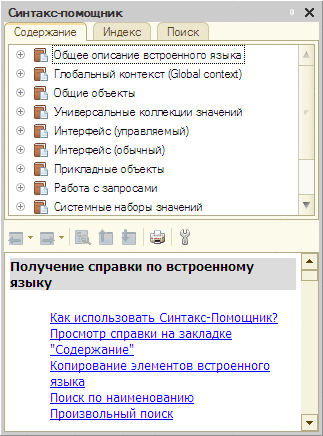 Синтакс-помощник
Содержание Индекс Поиск
Общее описание встроенного языка
Глобальный контекст (Global context)
Общие объекты
Универсальные коллекции значений
Интерфейс (управляемый)
Интерфейс (обычный)
Прикладные объекты
Работа с запросами
Системные наборы значений
Получение справки по встроенному
языку
Как использовать Синтакс-Помощник?
Просмотр справки на закладке
"Содержание"
Копирование элементов встроенного
языка
Поиск по наименованию
Произвольный поиск